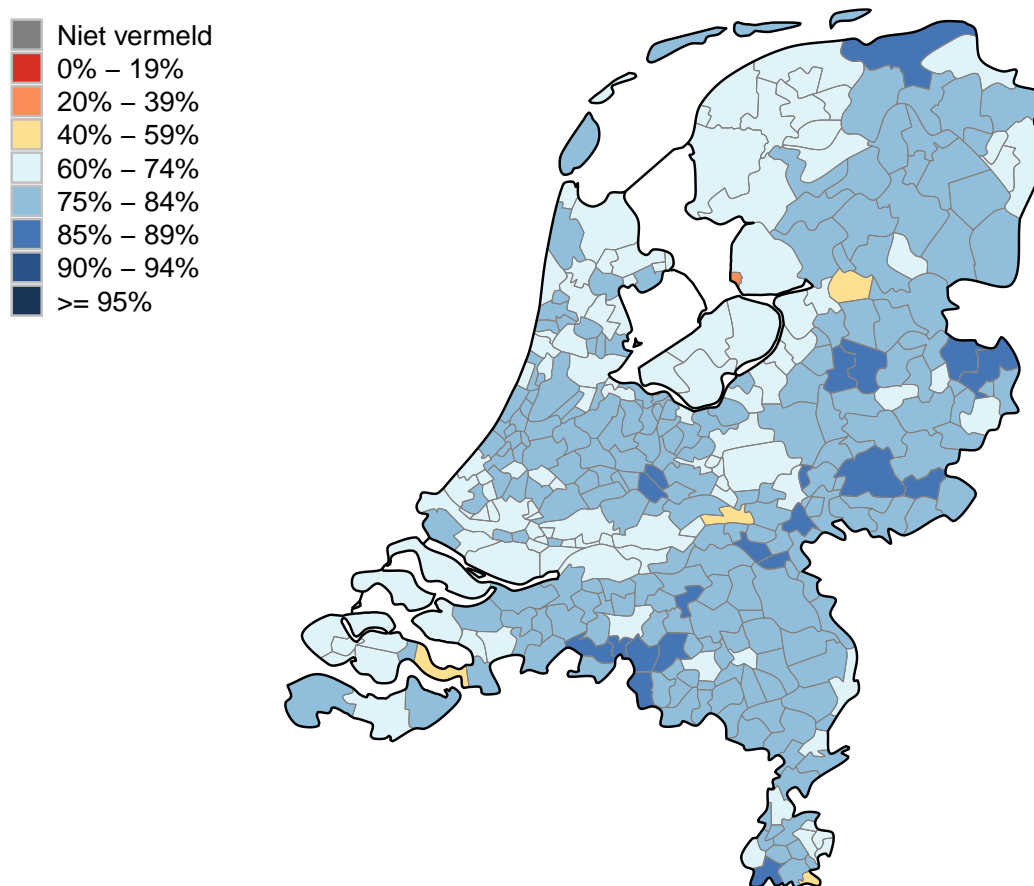 Niet vermeld
0% – 19%
20% – 39%
40% – 59%
60% – 74%
75% – 84%
85% – 89%
90% – 94%
>= 95%